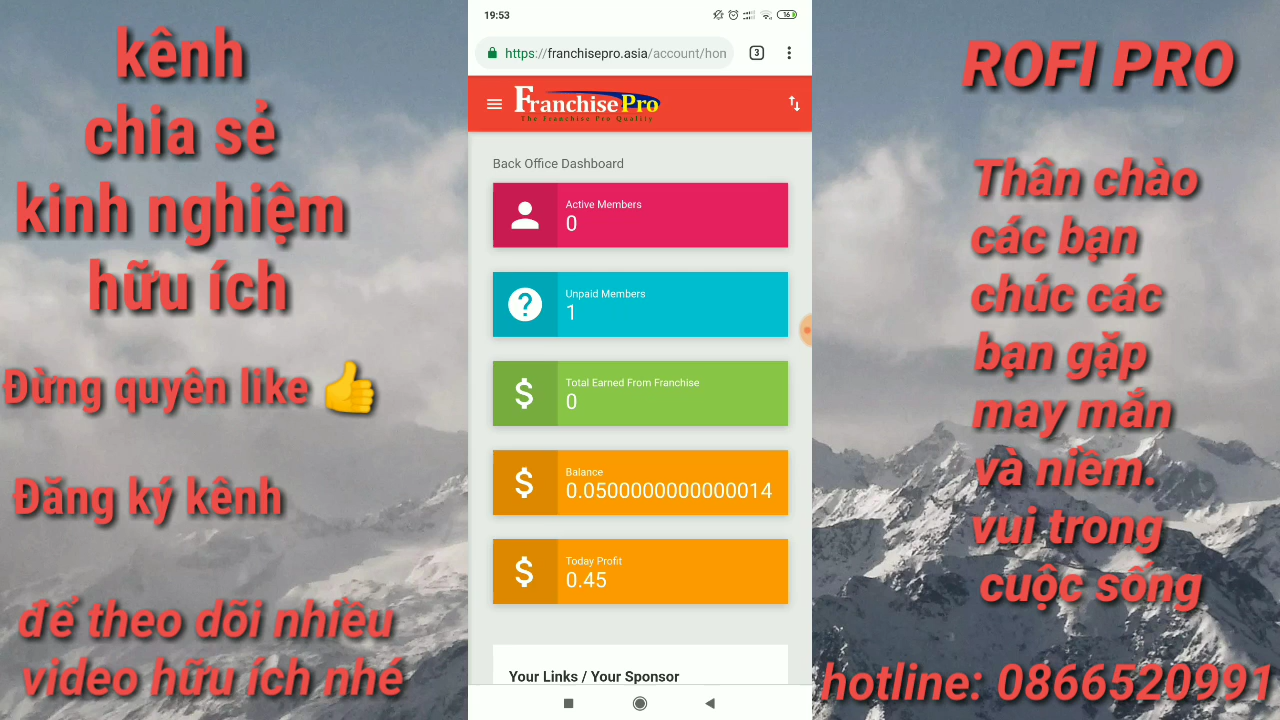 kênh
chia sẻ
kinh nghiệm
hữu ích
Đừng quyên like 👍
Đăng ký kênh
để theo dõi nhiều
video hữu ích nhé
19:53
16
https://franchisepro.asia/account/hom
3
Franchise Pro
The Franchise Pro Quality
Back Office Dashboard
Active Members
0
Unpaid Members
1
Total Earned From Franchise
0
Balance
0.0500000000000014
Today Profit
0.45
Your Links / Your Sponsor
ROFI PRO
Thân chào
các bạn
chúc các
bạn gặp
may mắn
và niềm.
vui trong
cuộc sống
hotline: 0866520991